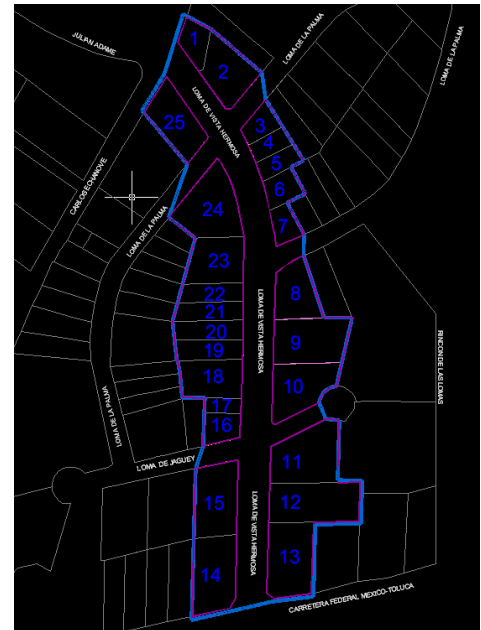 1
JULIAN ADAME
LOMA DE LA PALMA
LOMA DE LA PALMA
2
LOMA DE VISTA HERMOSA
3
25
4
5
CARLOS ECHANOVE
6
24
LOMA DE LA PALMA
7
23
8
22
LOMA DE VISTA HERMOSA
21
20
9
RINCON DE LAS LOMAS
19
18
10
17
LOMA DE LA PALMA
16
LOMA DE JAGUEY
11
15
12
LOMA DE VISTA HERMOSA
13
14
CARRETERA FEDERAL MEXICO-TOLUCA